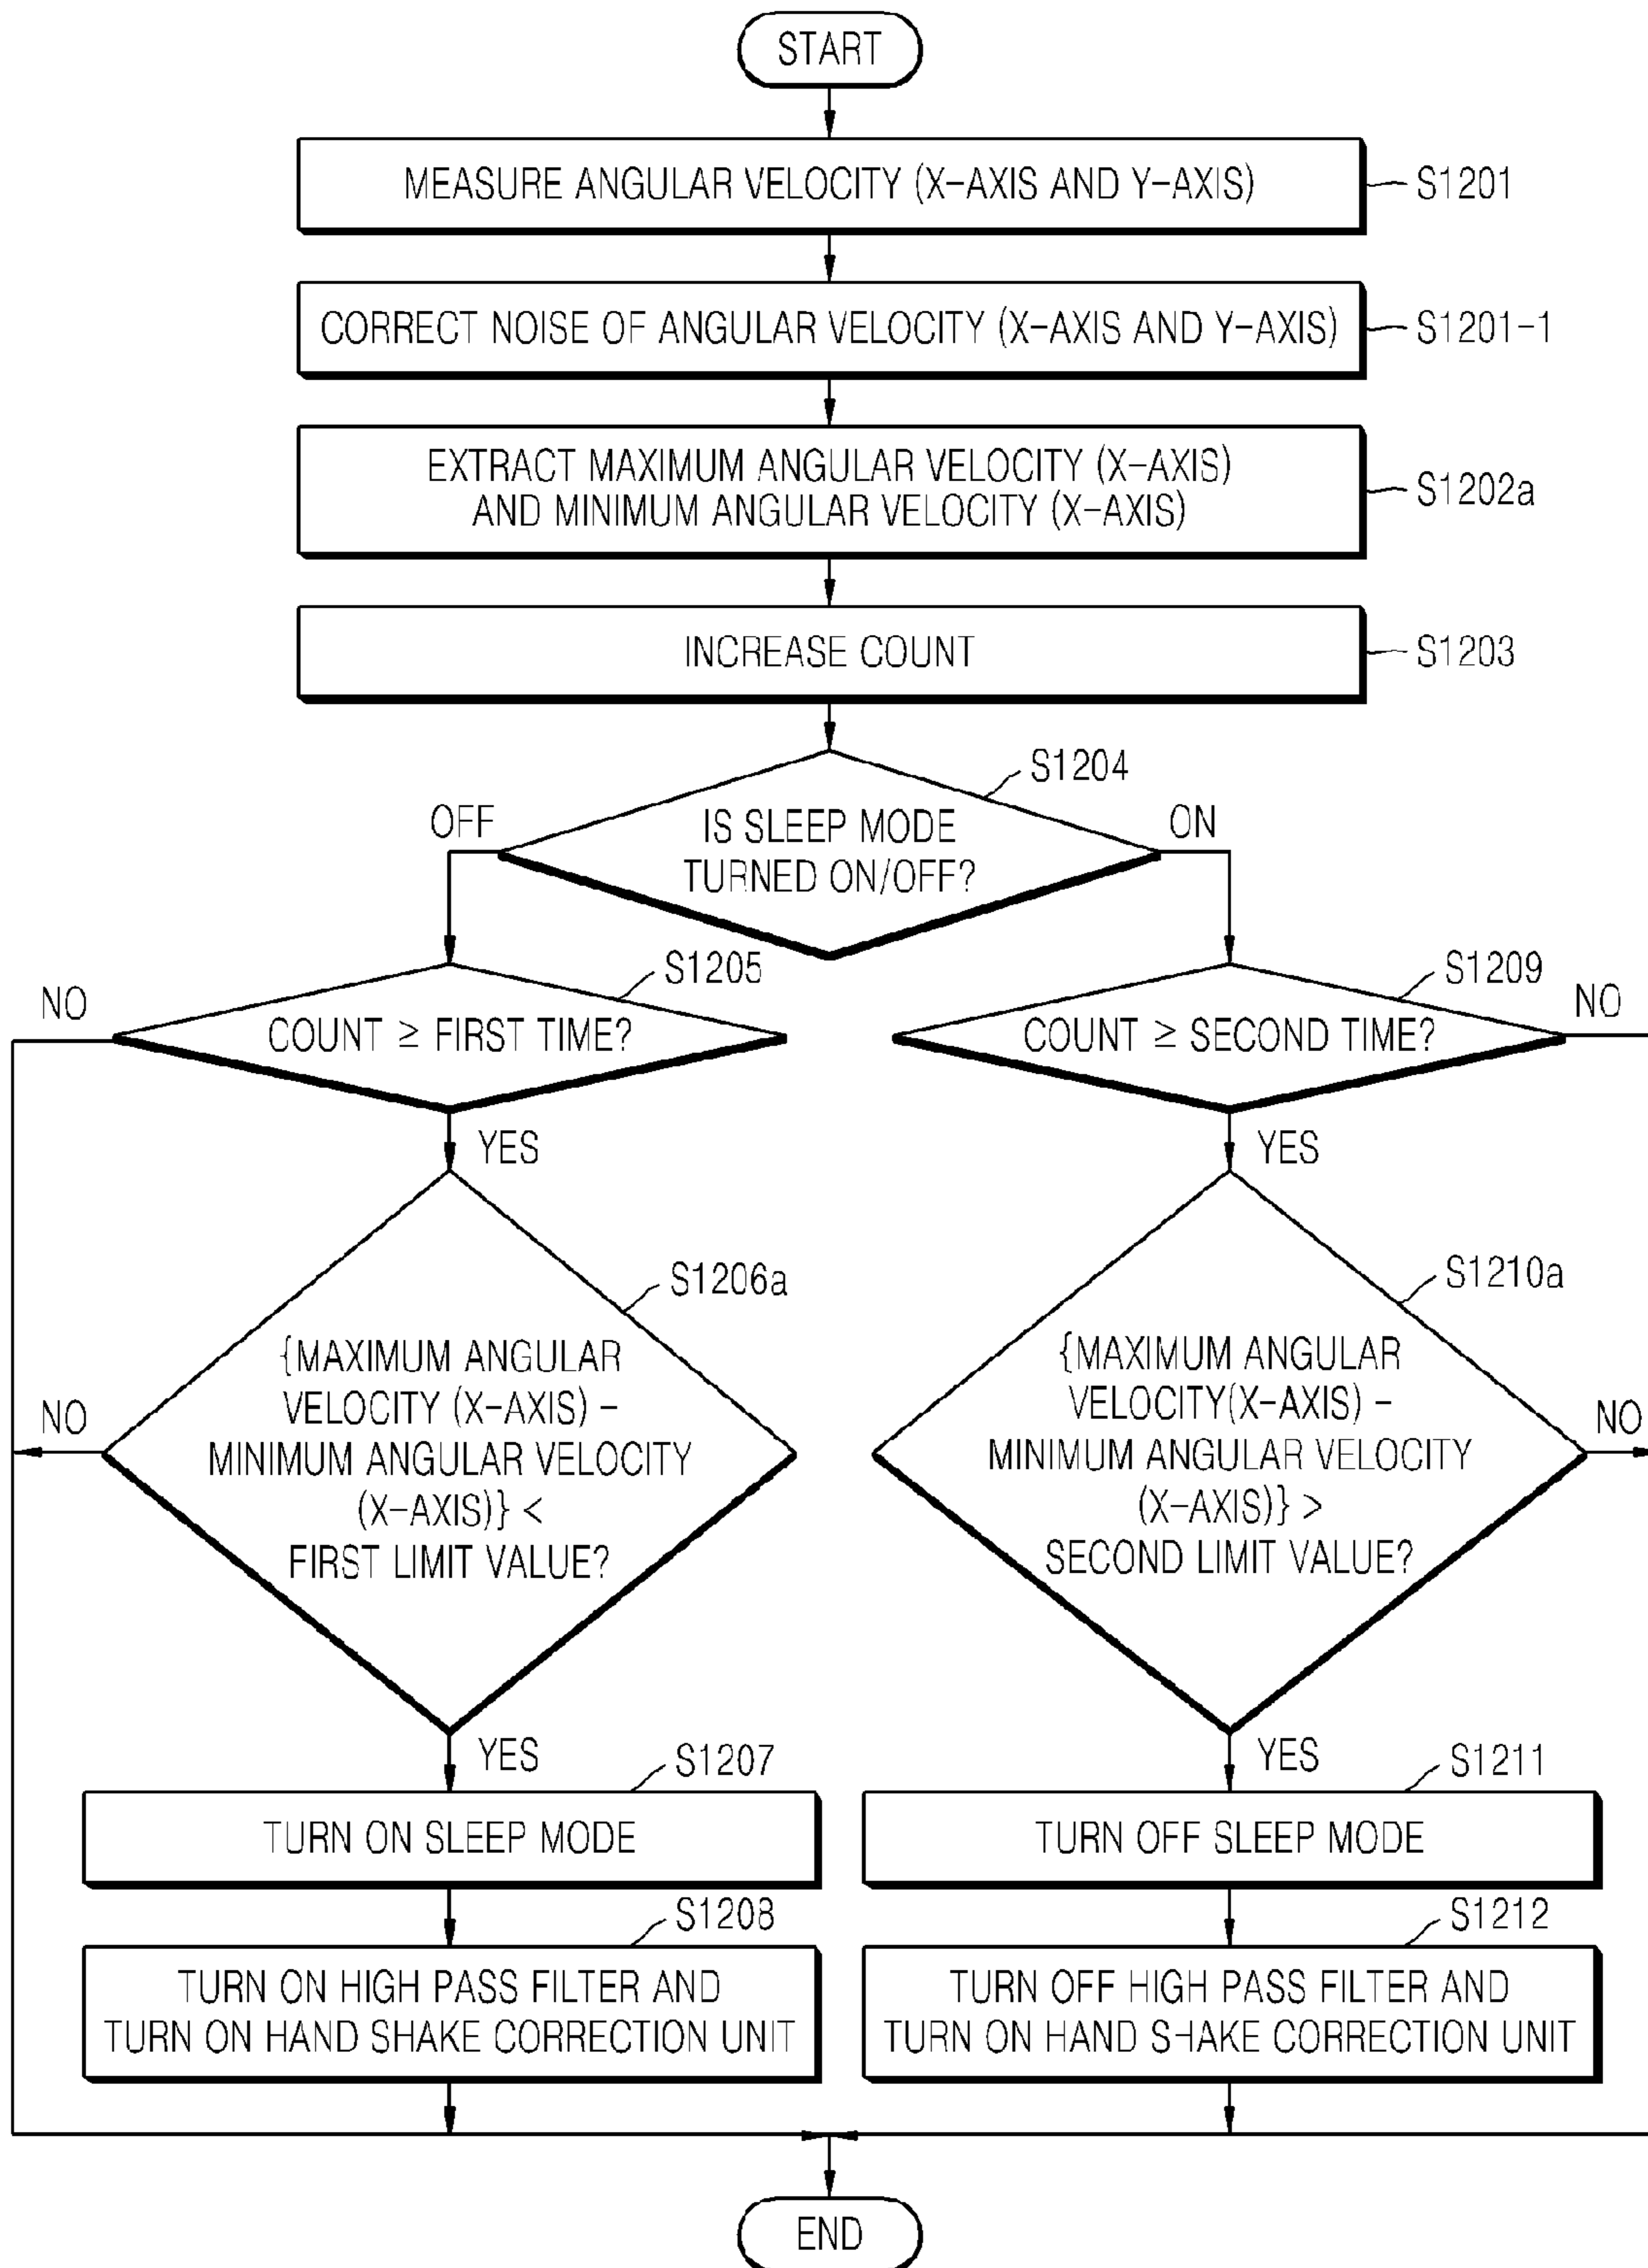 START
MEASURE ANGULAR VELOCITY (X-AXIS AND Y-AXIS)
S1201
CORRECT NOISE OF ANGULAR VELOCITY (X-AXIS AND Y-AXIS)
S1201-1
EXTRACT MAXIMUM ANGULAR VELOCITY (X-AXIS)
AND MINIMUM ANGULAR VELOCITY (X-AXIS)
S1202a
INCREASE COUNT
S1203
S1204
OFF
IS SLEEP MODE
TURNED ON/OFF?
ON
S1205
NO
COUNT ≥ FIRST TIME?
YES
S1209
COUNT ≥ SECOND TIME?
NO
YES
S1206a
{MAXIMUM ANGULAR
VELOCITY (X-AXIS) -
MINIMUM ANGULAR VELOCITY
(X-AXIS)} <
FIRST LIMIT VALUE?
NO
YES
S1210a
{MAXIMUM ANGULAR
VELOCITY(X-AXIS) -
MINIMUM ANGULAR VELOCITY
(X-AXIS)} >
SECOND LIMIT VALUE?
NO
YES
S1207
TURN ON SLEEP MODE
S1211
TURN OFF SLEEP MODE
S1208
TURN ON HIGH PASS FILTER AND
TURN ON HAND SHAKE CORRECTION UNIT
S1212
TURN OFF HIGH PASS FILTER AND
TURN ON HAND SHAKE CORRECTION UNIT
END